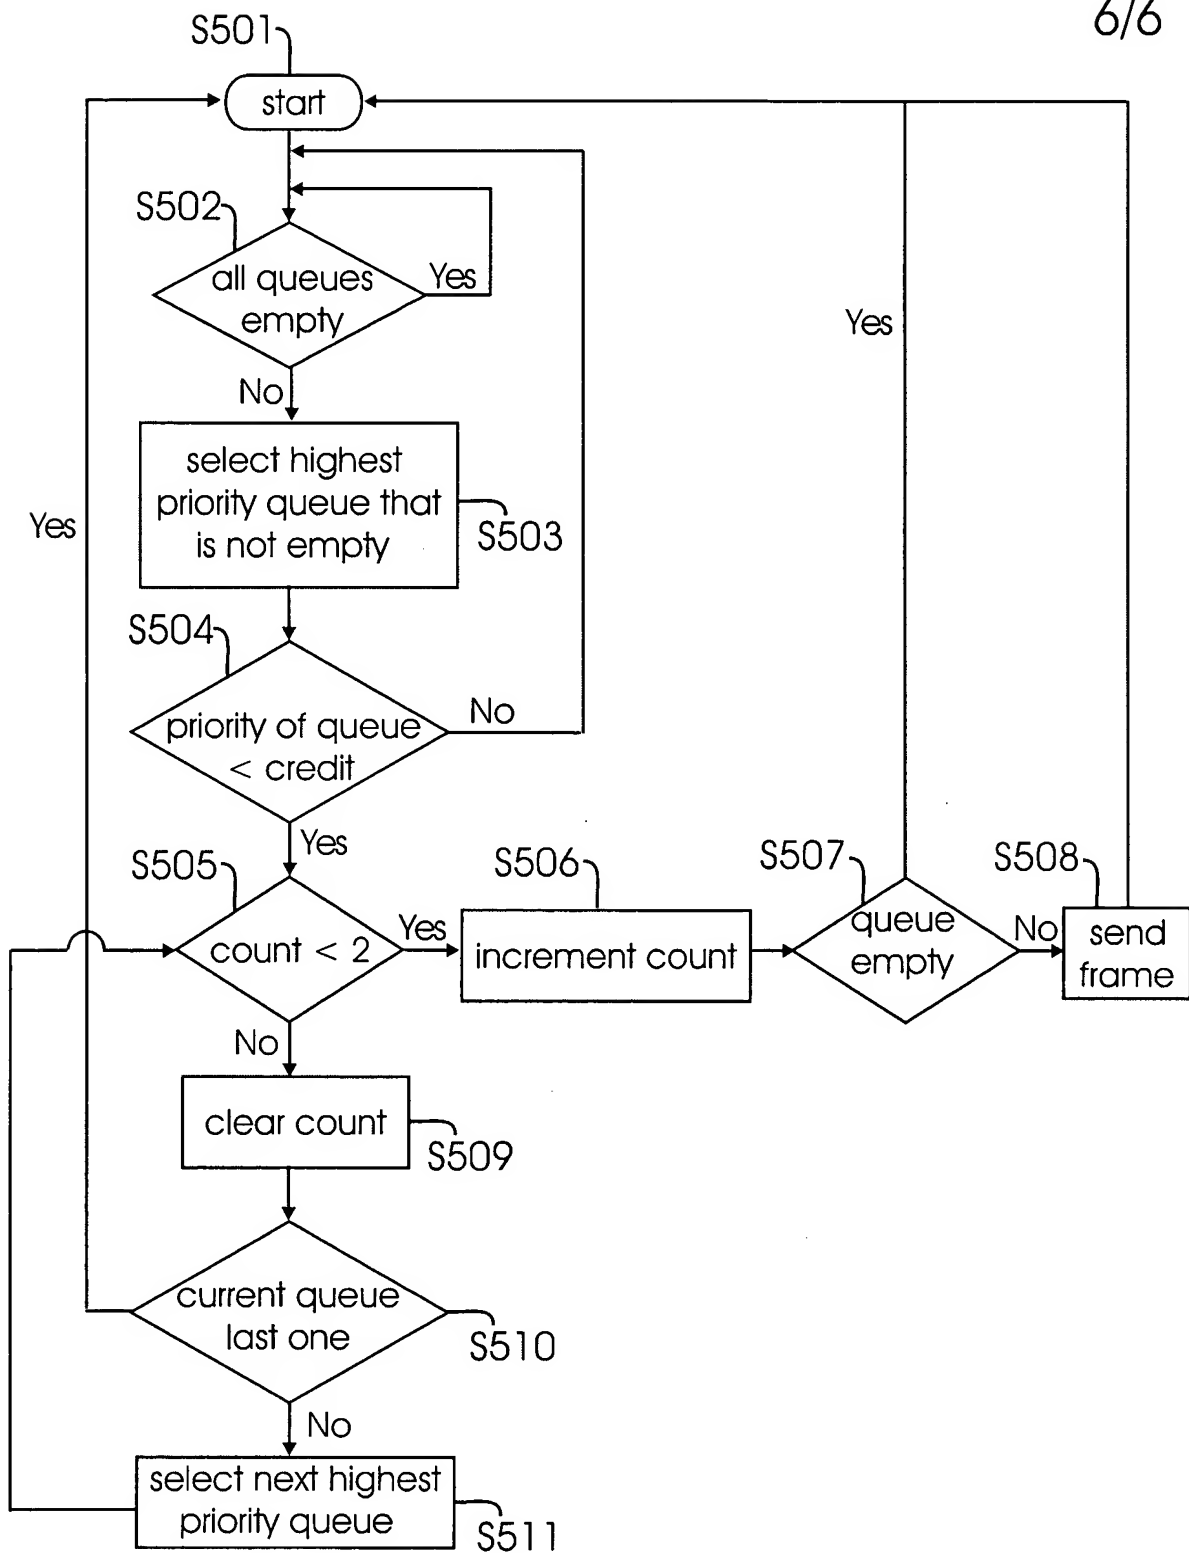 6/6
S501
start
S502
all queues
empty
Yes
No
Yes
select highest
priority queue that
is not empty
S503
Yes
S504
priority of queue
< credit
No
Yes
S505
count < 2
Yes
S506
increment count
S507
queue
empty
No
S508
send
frame
No
clear count
S509
current queue
last one
S510
No
select next highest
priority queue
S511